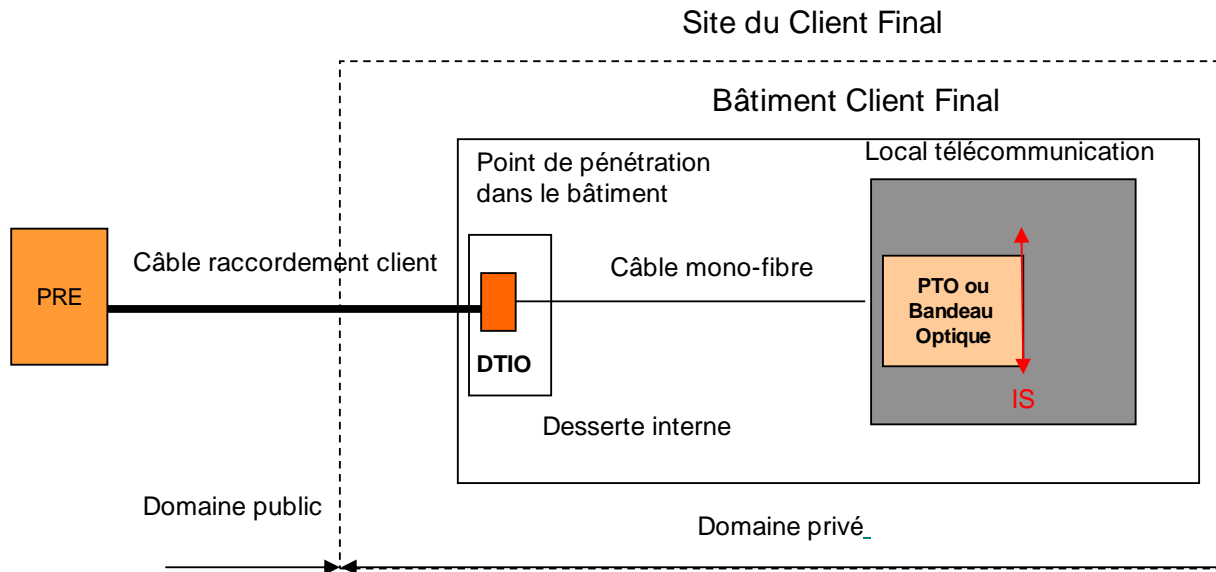 Site du Client Final
Bâtiment Client Final
Point de pénétration
dans le bâtiment
Local télécommunication
Câble raccordement client
Câble mono-fibre
PRE
PTO ou
Bandeau
Optique
DTIO
IS
Desserte interne
Domaine public
Domaine privé